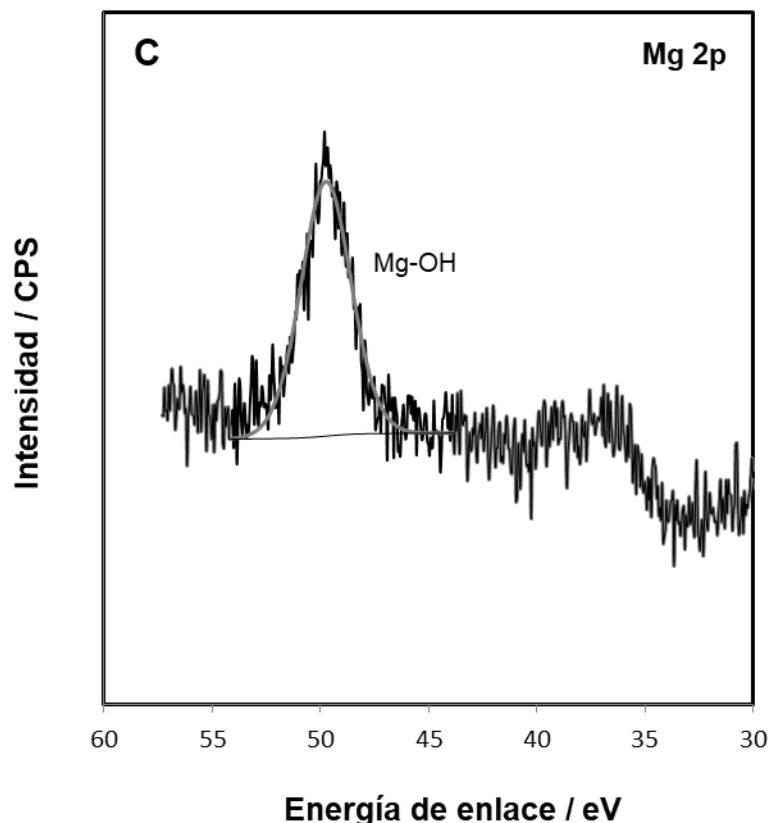 C
Mg 2p
Mg-OH
Intensidad / CPS
60 55 50 45 40 35 30
Energía de enlace / eV